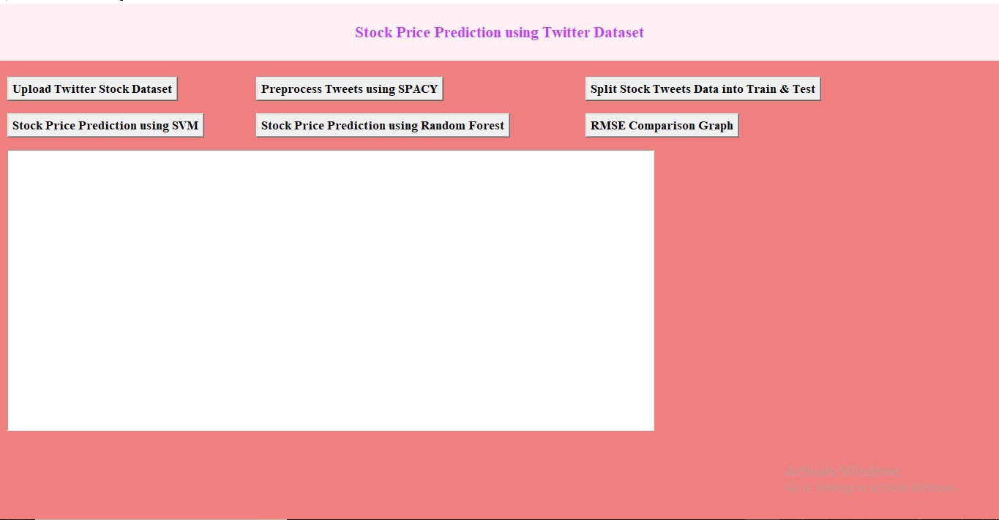 Stock Price Prediction using Twitter Dataset
Upload Twitter Stock Dataset
Preprocess Tweets using SPACY
Split Stock Tweets Data into Train & Test
Stock Price Prediction using SVM
Stock Price Prediction using Random Forest
RMSE Comparison Graph
Activate Windows
Go to Settings to activate Windows.